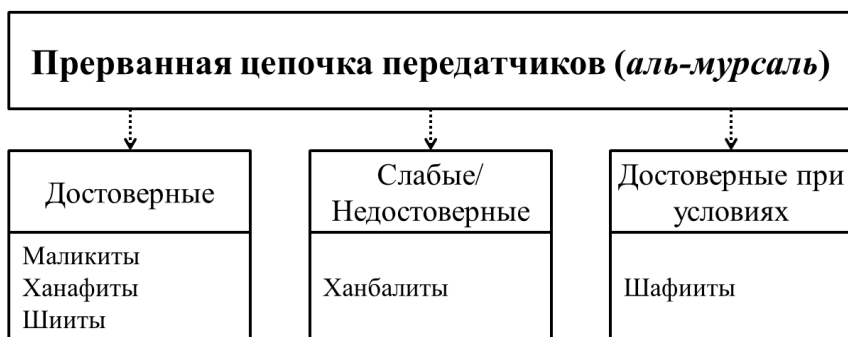 Прерванная цепочка передатчиков (аль-мурсаль)
Достоверные
Слабые/
Недостоверные
Достоверные при
условиях
Маликиты
Ханафиты
Шииты
Ханбалиты
Шафииты